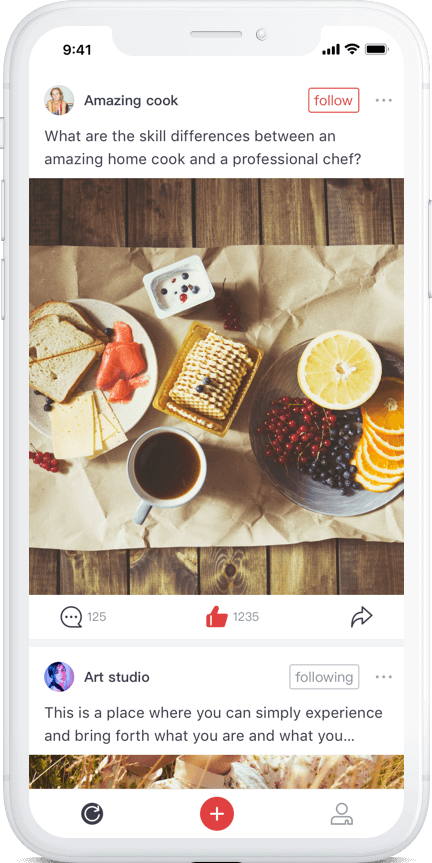 9:41
Amazing cook
follow
What are the skill differences between an
amazing home cook and a professional chef?
125
1235
Art studio
following
This is a place where you can simply experience
and bring forth what you are and what you...